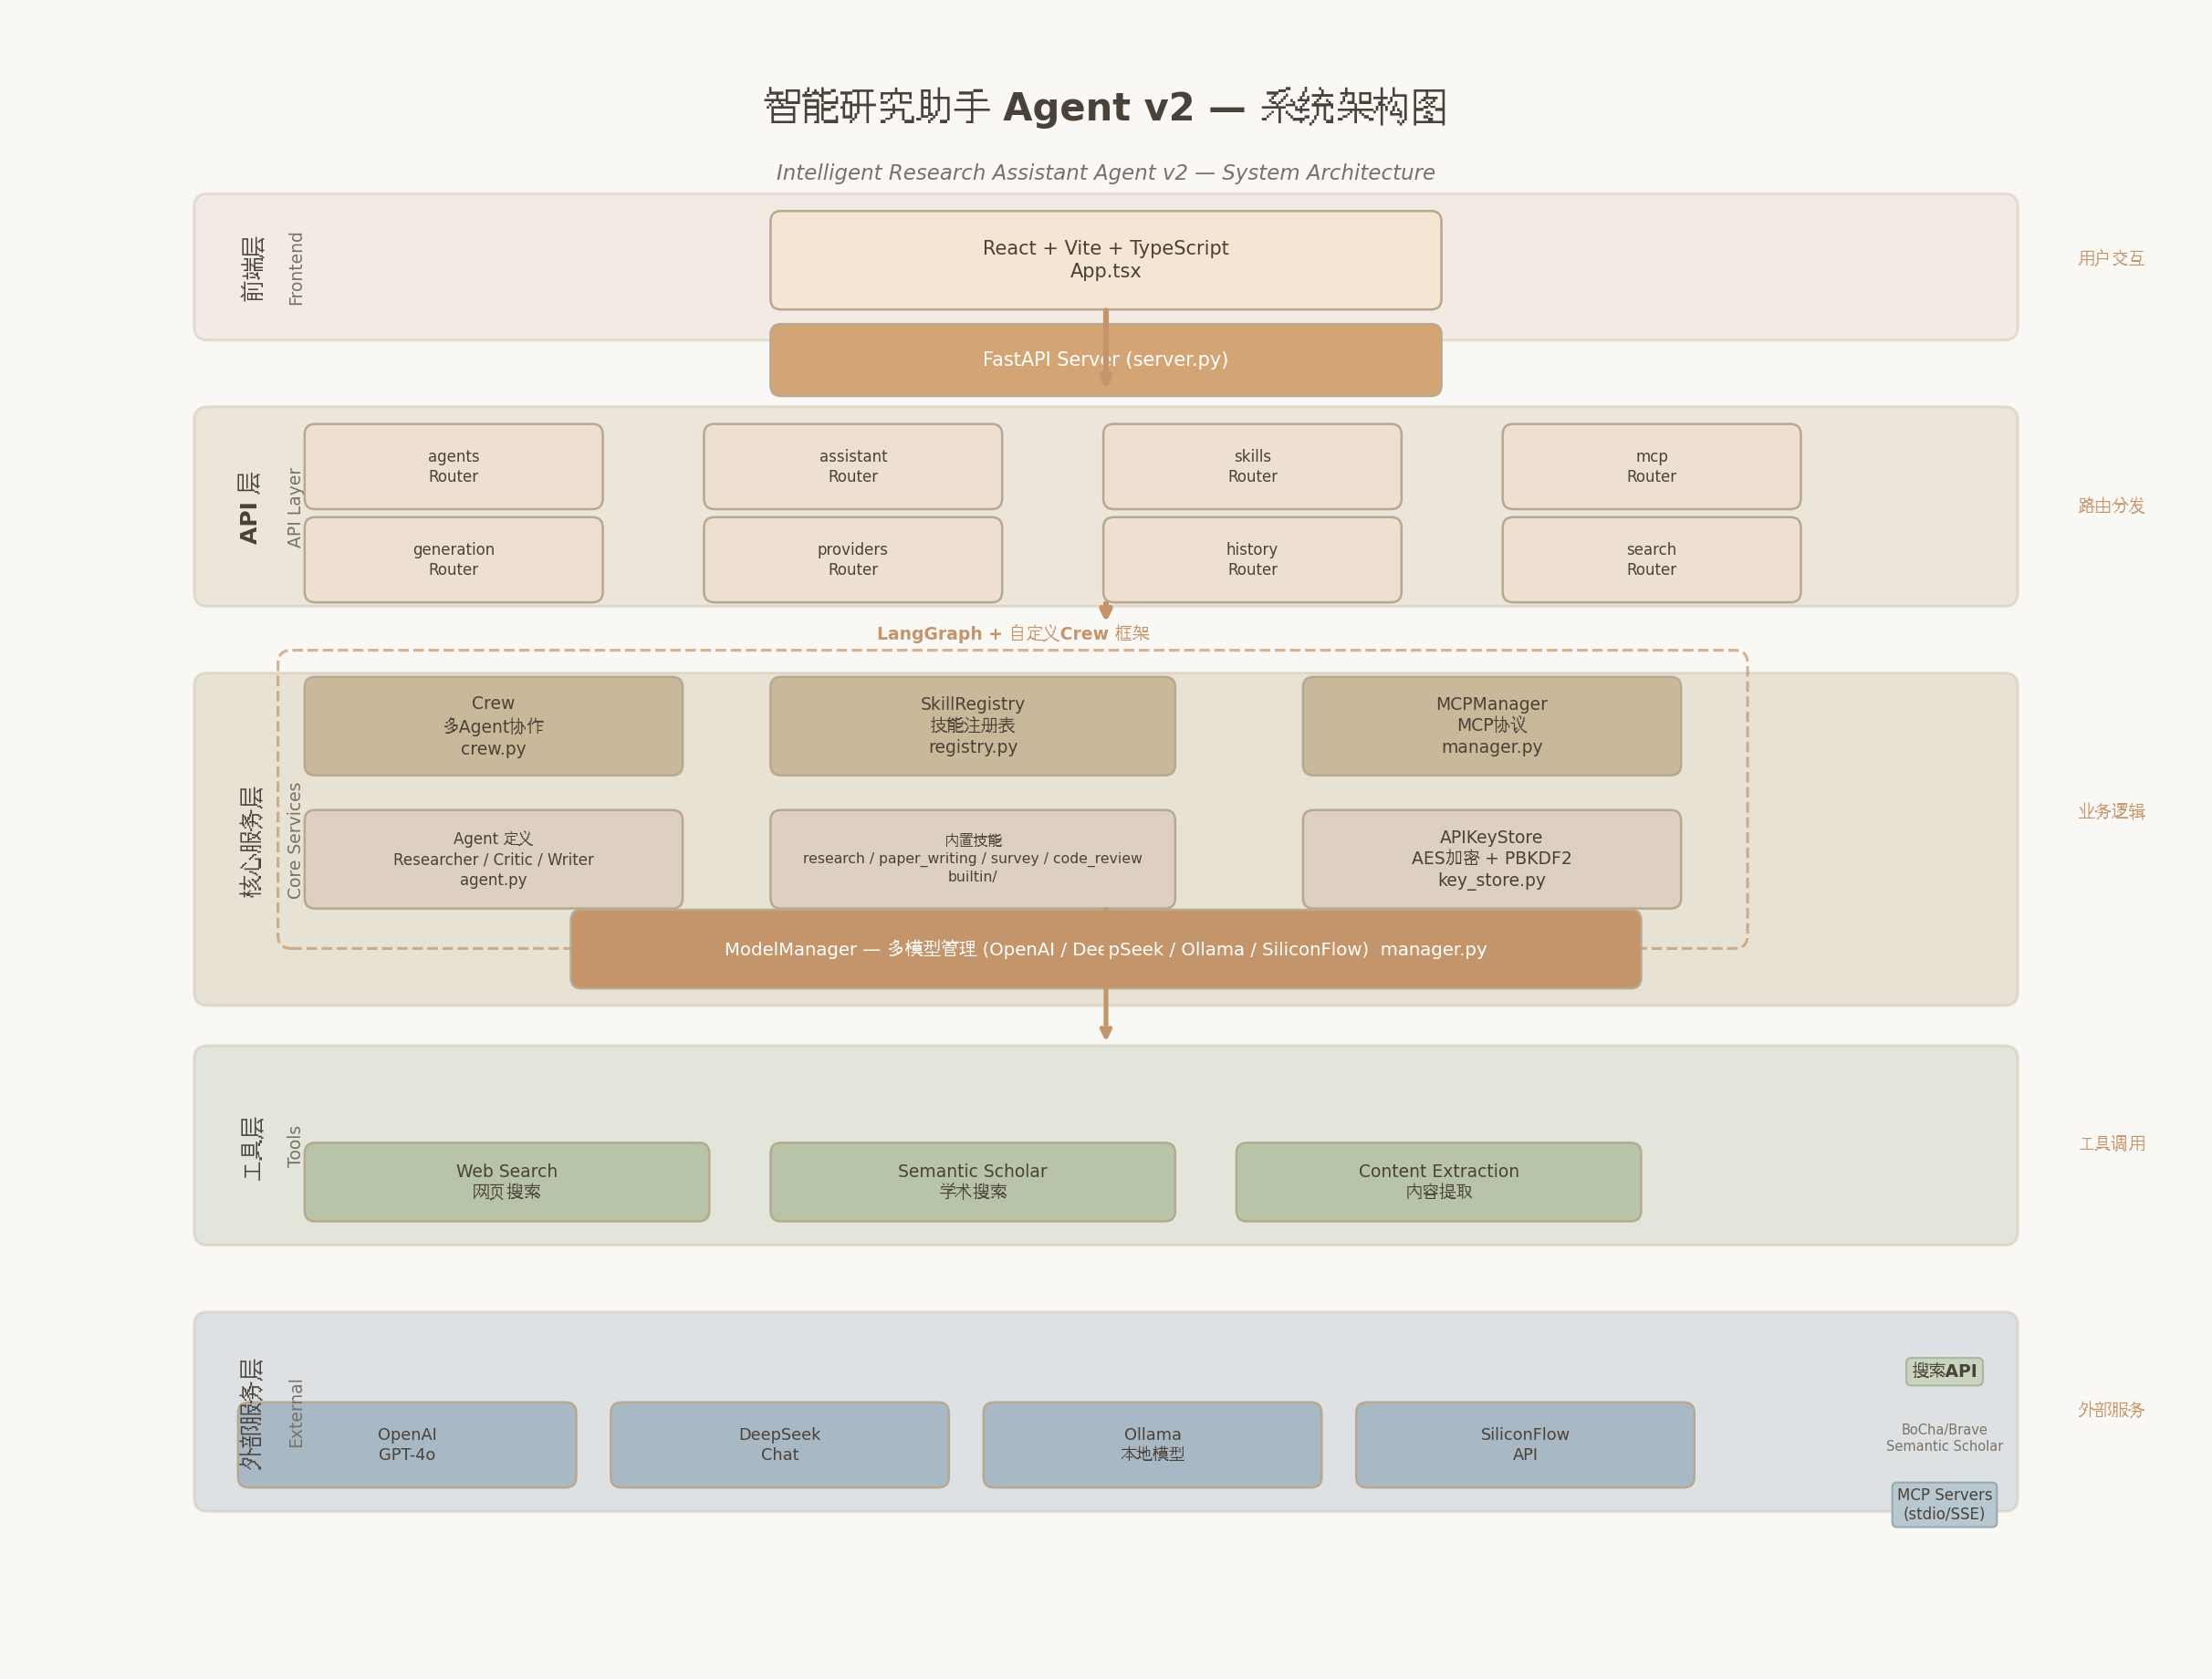 智能研究助手 Agent v2 — 系统架构图
Intelligent Research Assistant Agent v2 — System Architecture
前端层
Frontend
React + Vite + TypeScript
App.tsx
用户交互
FastAPI Server (server.py)
API 层
API Layer
agents
Router
assistant
Router
skills
Router
mcp
Router
generation
Router
providers
Router
history
Router
search
Router
路由分发
LangGraph + 自定义Crew 框架
核心服务层
Core Services
Crew
多Agent协作
crew.py
SkillRegistry
技能注册表
registry.py
MCPManager
MCP协议
manager.py
Agent 定义
Researcher / Critic / Writer
agent.py
内置技能
research / paper_writing / survey / code_review
builtin/
APIKeyStore
AES加密 + PBKDF2
key_store.py
业务逻辑
ModelManager — 多模型管理 (OpenAI / DeepSeek / Ollama / SiliconFlow)  manager.py
工具层
Tools
Web Search
网页搜索
Semantic Scholar
学术搜索
Content Extraction
内容提取
工具调用
外部服务层
External
OpenAI
GPT-4o
DeepSeek
Chat
Ollama
本地模型
SiliconFlow
API
搜索API
BoCha/Brave
Semantic Scholar
MCP Servers
(stdio/SSE)
外部服务